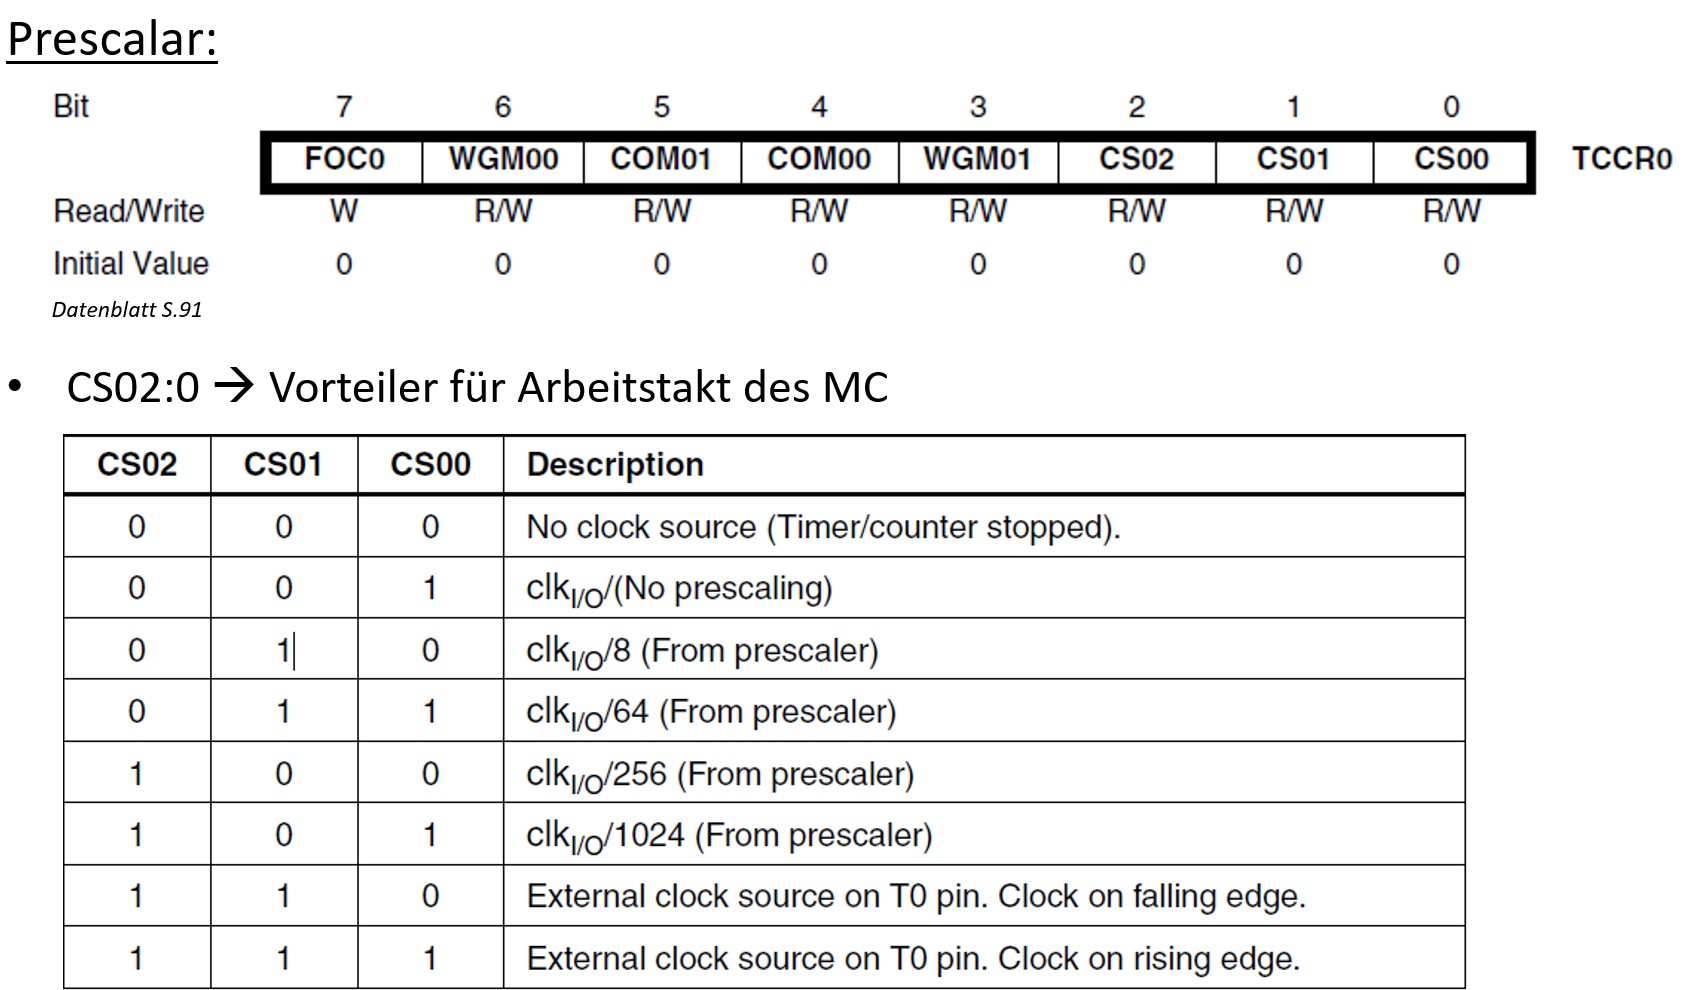 Prescalar:
Bit 7 6 5 4 3 2 1 0
FOC0 WGM00 COM01 COM00 WGM01 CS02 CS01 CS00 TCCR0
Read/Write W R/W R/W R/W R/W R/W R/W R/W
Initial Value 0 0 0 0 0 0 0 0
Datenblatt S.91
• CS02:0 → Vorteiler für Arbeitstakt des MC
CS02 CS01 CS00 Description
0 0 0 No clock source (Timer/counter stopped).
0 0 1 clkI/O/(No prescaling)
0 1 0 clkI/O/8 (From prescaler)
0 1 1 clkI/O/64 (From prescaler)
1 0 0 clkI/O/256 (From prescaler)
1 0 1 clkI/O/1024 (From prescaler)
1 1 0 External clock source on T0 pin. Clock on falling edge.
1 1 1 External clock source on T0 pin. Clock on rising edge.